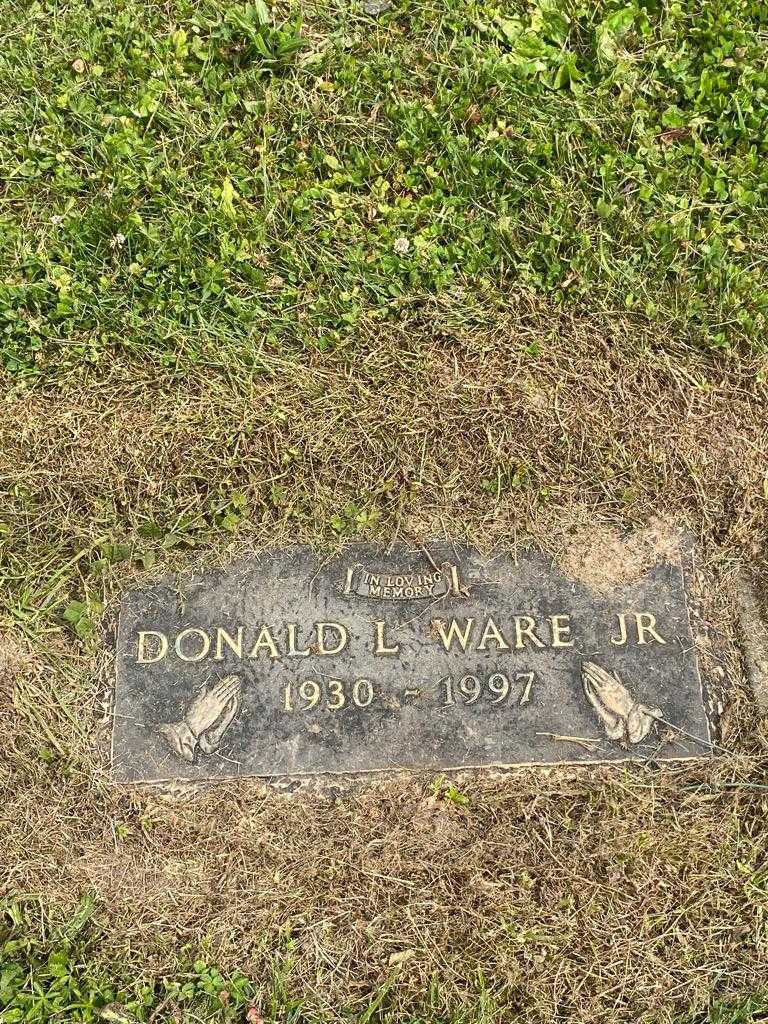 IN LOVING
MEMORY
DONALD L WARE JR
1930 - 1997